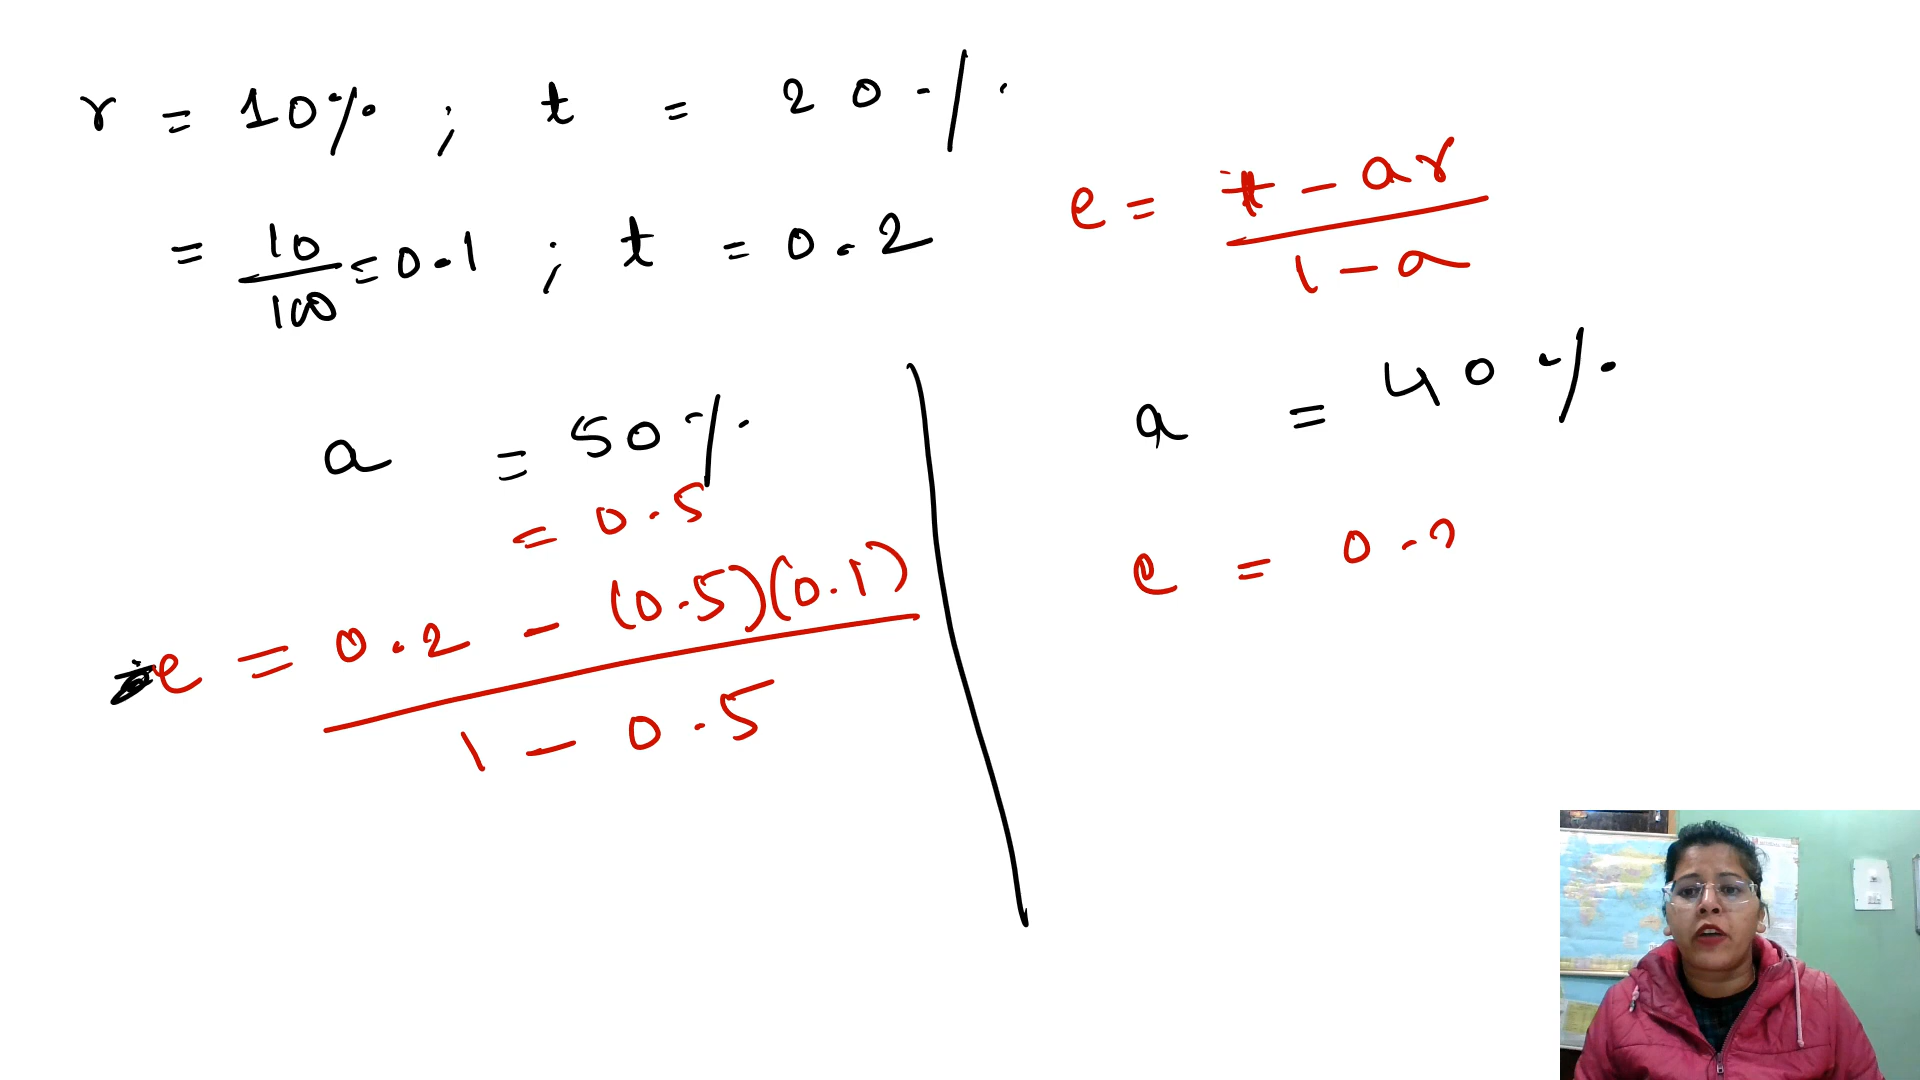 r = 10% ; t = 20%
= 10/100 = 0.1 ; t = 0.2
e = t - ar / 1 - a
a = 50%
= 0.5
e = 0.2 - (0.5)(0.1) / 1 - 0.5
a = 40%
e = 0.2